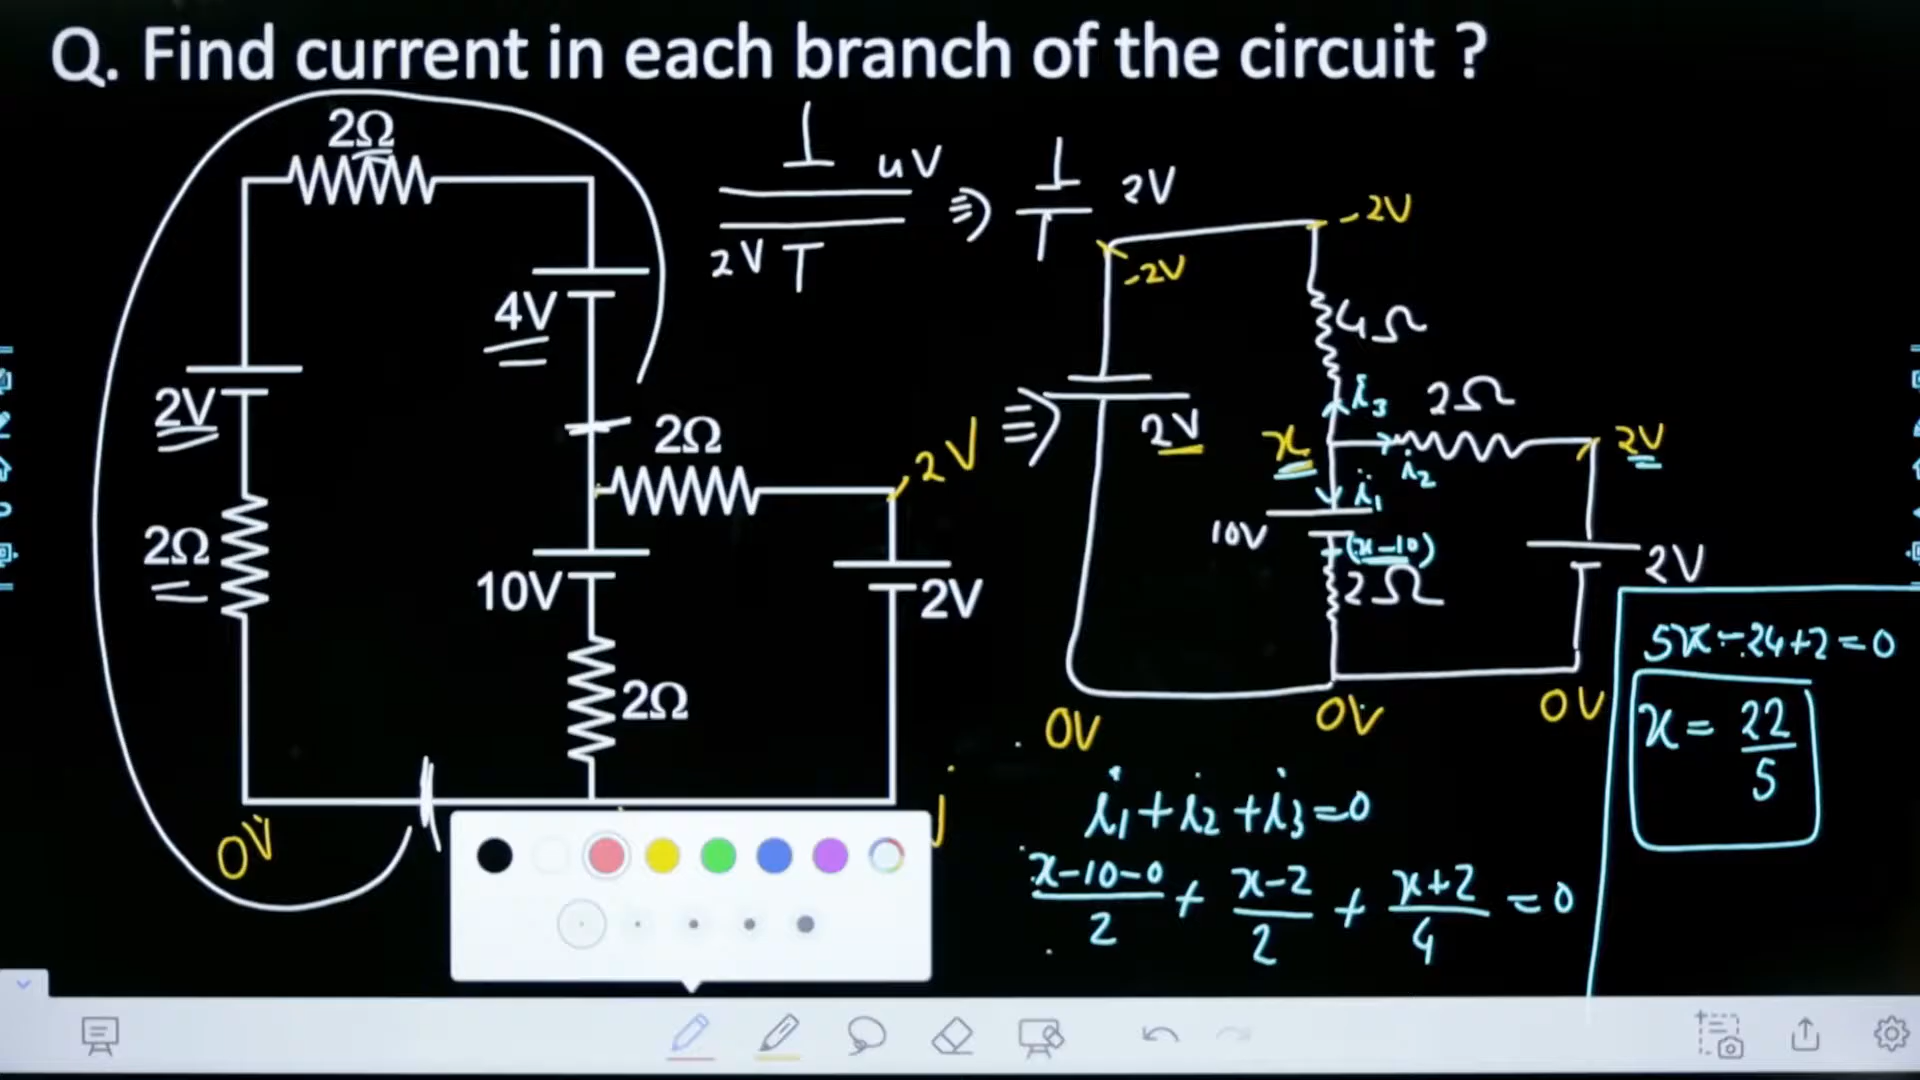 Q. Find current in each branch of the circuit ?
2Ω
4V
2V
2V
-2V
-2V
4V
4Ω
2V
2Ω
2Ω
2V
2V
x
i3
i2
i1
2V
2Ω
10V
2V
10V
(x-10)
2Ω
2V
2Ω
0V
0V
0V
0V
5x-24+2=0
x = 22/5
i1+i2+i3=0
x-10-0/2 + x-2/2 + x+2/4 =0